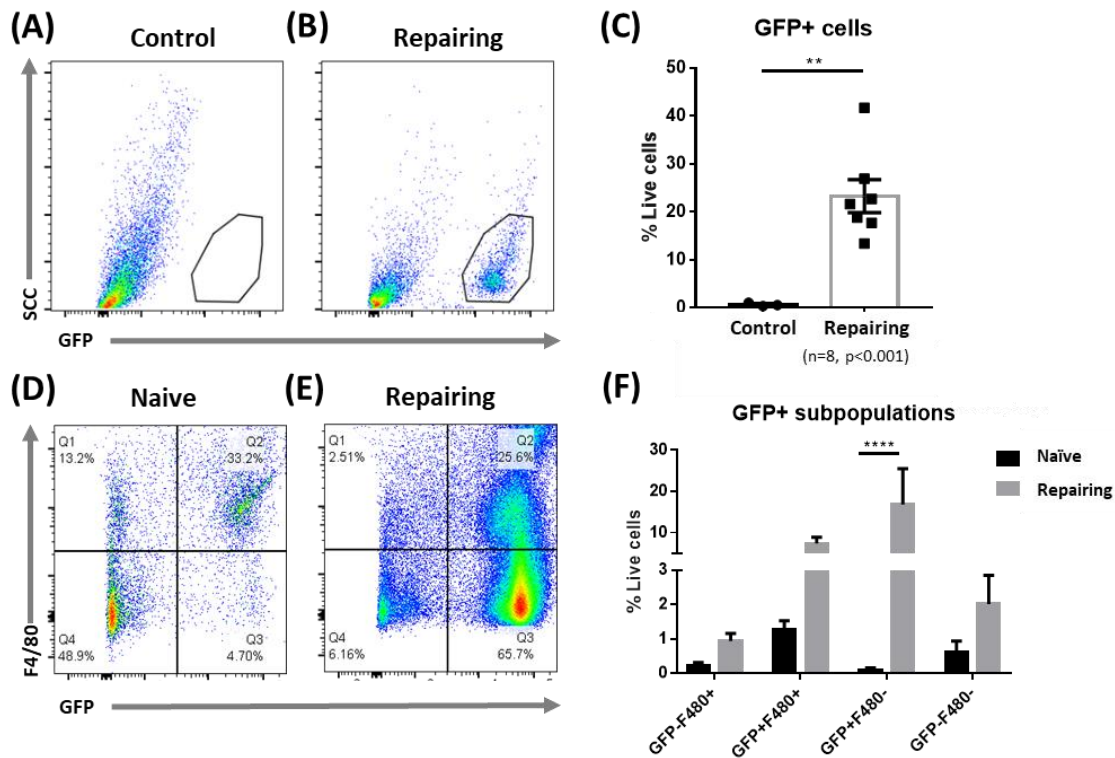 (A)
Control
(B)
Repairing
SCC
GFP
(C)
GFP+ cells
**
50
40
30
20
10
0
% Live cells
Control
Repairing
(n=8, p<0.001)
(D)
Naive
(E)
Repairing
Q1
13.2%
Q2
33.2%
Q4
48.9%
Q3
4.70%
Q1
2.51%
Q2
25.6%
Q4
6.16%
Q3
65.7%
F4/80
GFP
(F)
GFP+ subpopulations
****
30
20
10
3
2
1
0
% Live cells
Naïve
Repairing
GFP-F480+
GFP+F480+
GFP+F480-
GFP-F480-